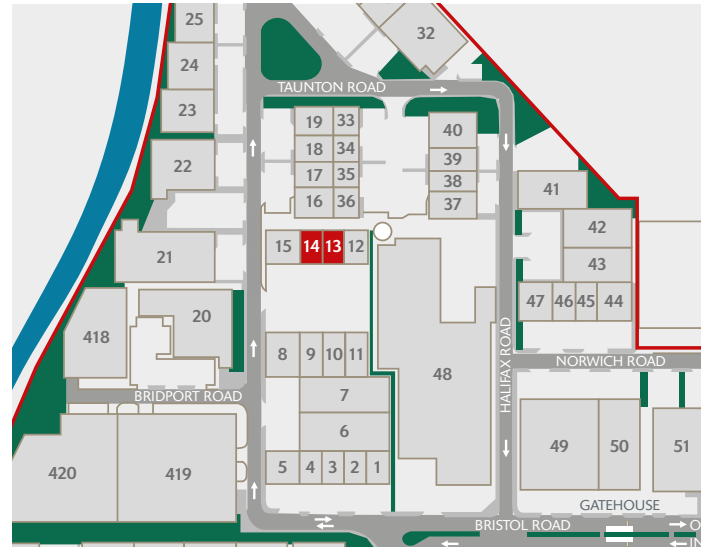 25
32
24
TAUNTON ROAD
23
19 33
40
18 34
22
39
17 35
38
41
16 36
37
42
15 14 13 12
21
43
47 46 45 44
20
418
HALIFAX ROAD
8 9 10 11
48
NORWICH ROAD
7
BRIDPORT ROAD
6
49 50 51
5 4 3 2 1
420 419
GATEHOUSE
BRISTOL ROAD
O
IN